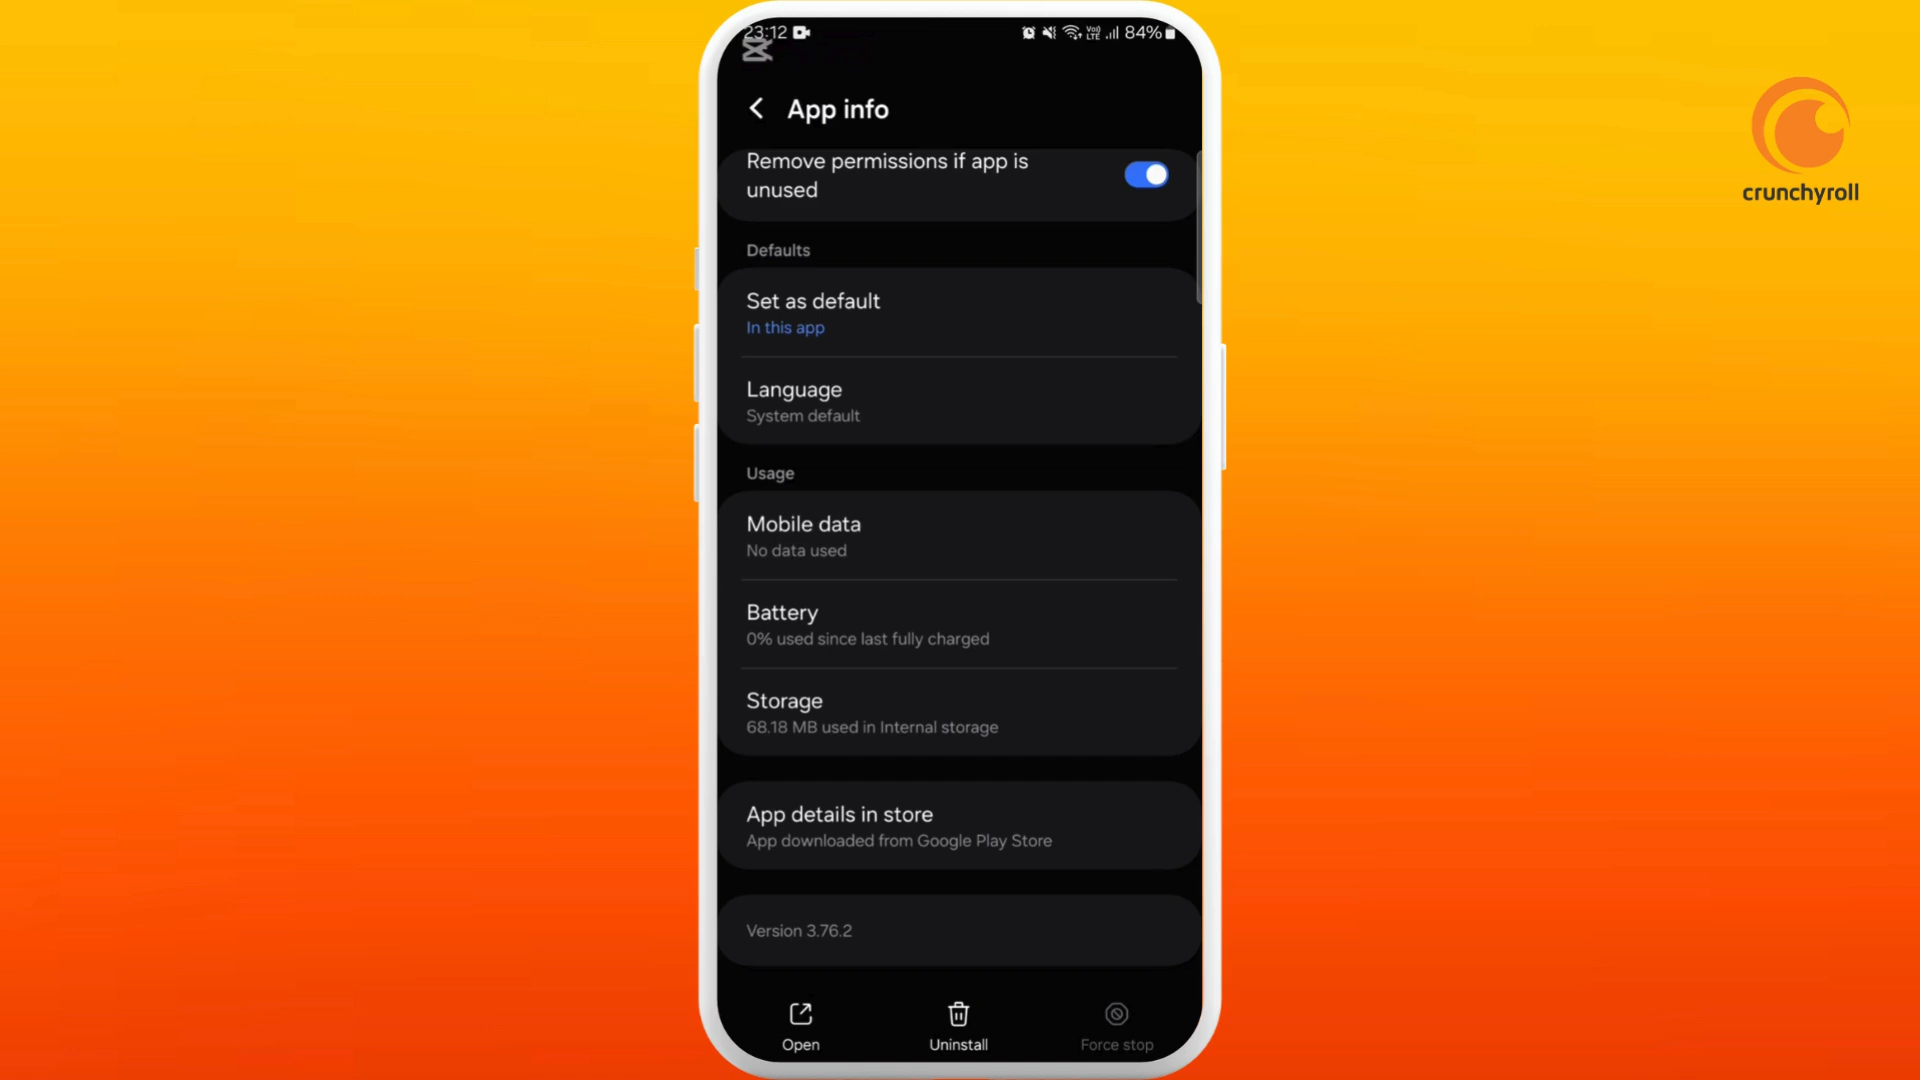 23:12
Vo)
LTE
84%
App info
Remove permissions if app is
unused
Defaults
Set as default
In this app
Language
System default
Usage
Mobile data
No data used
Battery
0% used since last fully charged
Storage
68.18 MB used in Internal storage
App details in store
App downloaded from Google Play Store
Version 3.76.2
Open
Uninstall
Force stop
crunchyroll